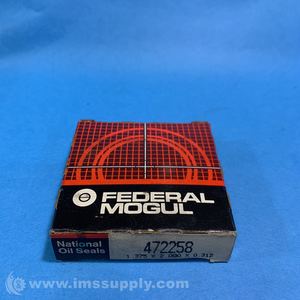 FEDERAL
MOGUL
National
Oil Seals
472258
1.375 X 2.000 X 0.312
© www.imssupply.com